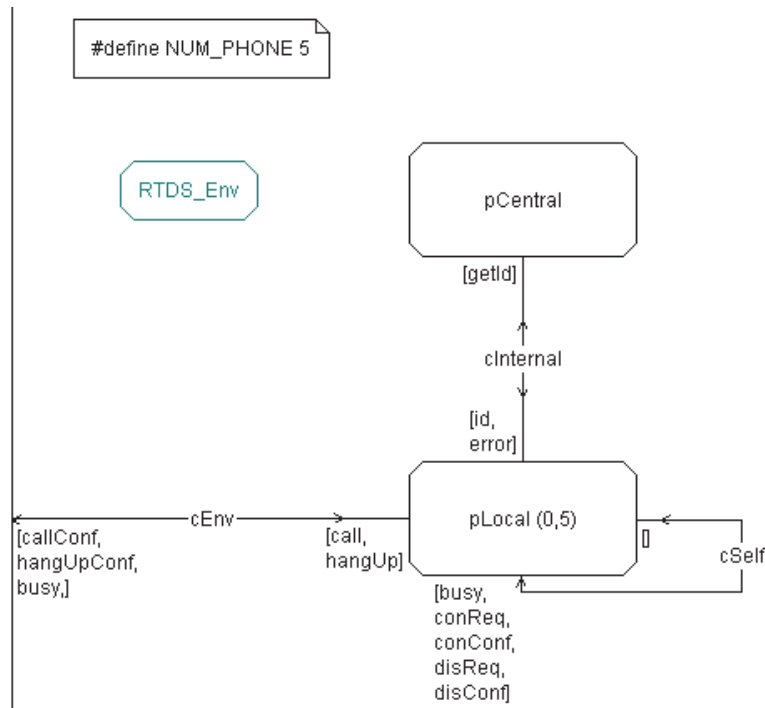 #define NUM_PHONE 5
RTDS_Env
pCentral
[getId]
cInternal
[id,
error]
cEnv
pLocal (0,5)
[callConf,
hangUpConf,
busy,]
[call,
hangUp]
[]
cSelf
[busy,
conReq,
conConf,
disReq,
disConf]